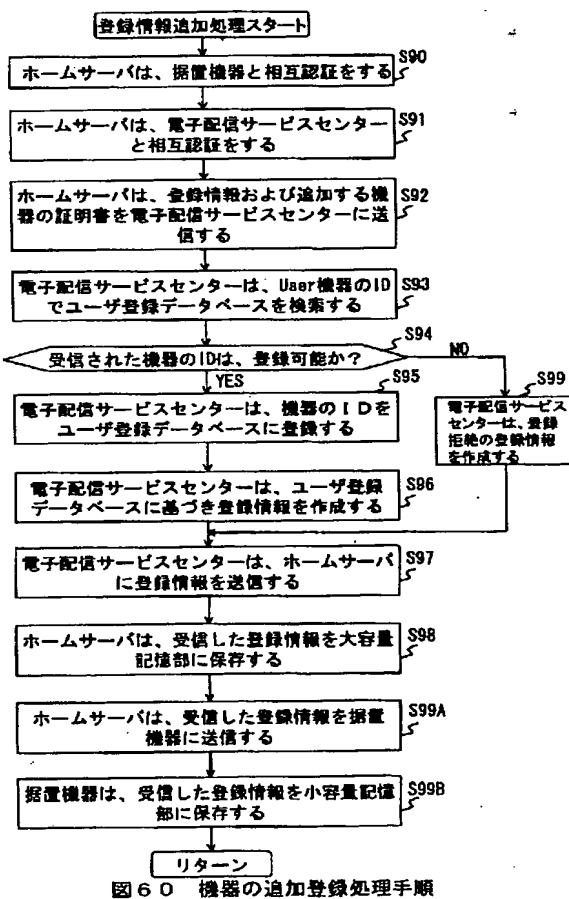 登録情報追加処理スタート
S90
ホームサーバは、据置機器と相互認証をする
S91
ホームサーバは、電子配信サービスセンター
と相互認証をする
S92
ホームサーバは、登録情報および追加する機
器の証明書を電子配信サービスセンターに送
信する
電子配信サービスセンターは、User機器のID
でユーザ登録データベースを検索する
S93
S94
受信された機器のIDは、登録可能か?
NO
YES
S95
S99
電子配信サービスセンターは、機器のIDを
ユーザ登録データベースに登録する
電子配信サービス
センターは、登録
拒絶の登録情報
を作成する
電子配信サービスセンターは、ユーザ登録
データベースに基づき登録情報を作成する
S96
電子配信サービスセンターは、ホームサーバ
に登録情報を送信する
S97
ホームサーバは、受信した登録情報を大容量
記憶部に保存する
S98
ホームサーバは、受信した登録情報を据置
機器に送信する
S99A
据置機器は、受信した登録情報を小容量記憶
部に保存する
S99B
リターン
図60 機器の追加登録処理手順